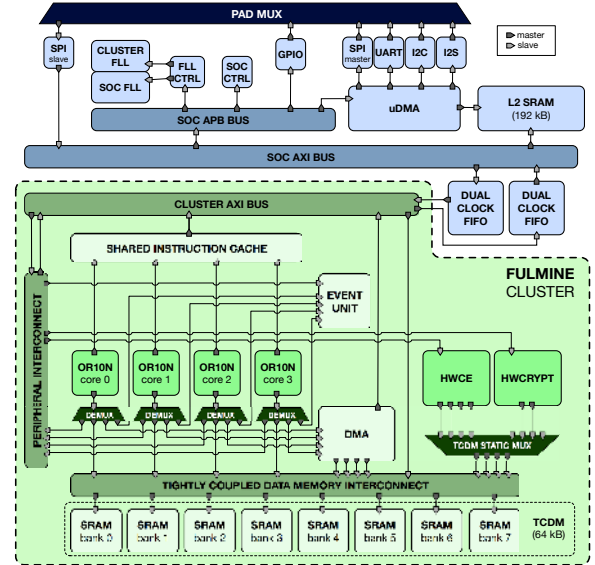 PAD MUX
master
slave
SPI
slave
CLUSTER
FLL
SOC FLL
FLL
CTRL
SOC
CTRL
GPIO
SPI
master
UART
I2C
I2S
SOC APB BUS
uDMA
L2 SRAM
(192 kB)
SOC AXI BUS
CLUSTER AXI BUS
DUAL
CLOCK
FIFO
DUAL
CLOCK
FIFO
SHARED INSTRUCTION CACHE
FULMINE
CLUSTER
PERIPHERAL INTERCONNECT
EVENT
UNIT
OR10N
core 0
OR10N
core 1
OR10N
core 2
OR10N
core 3
HWCE
HWCRYPT
DEMUX
DEMUX
DEMUX
DEMUX
DMA
TCDM STATIC MUX
TIGHTLY COUPLED DATA MEMORY INTERCONNECT
SRAM
bank 0
SRAM
bank 1
SRAM
bank 2
SRAM
bank 3
SRAM
bank 4
SRAM
bank 5
SRAM
bank 6
SRAM
bank 7
TCDM
(64 kB)